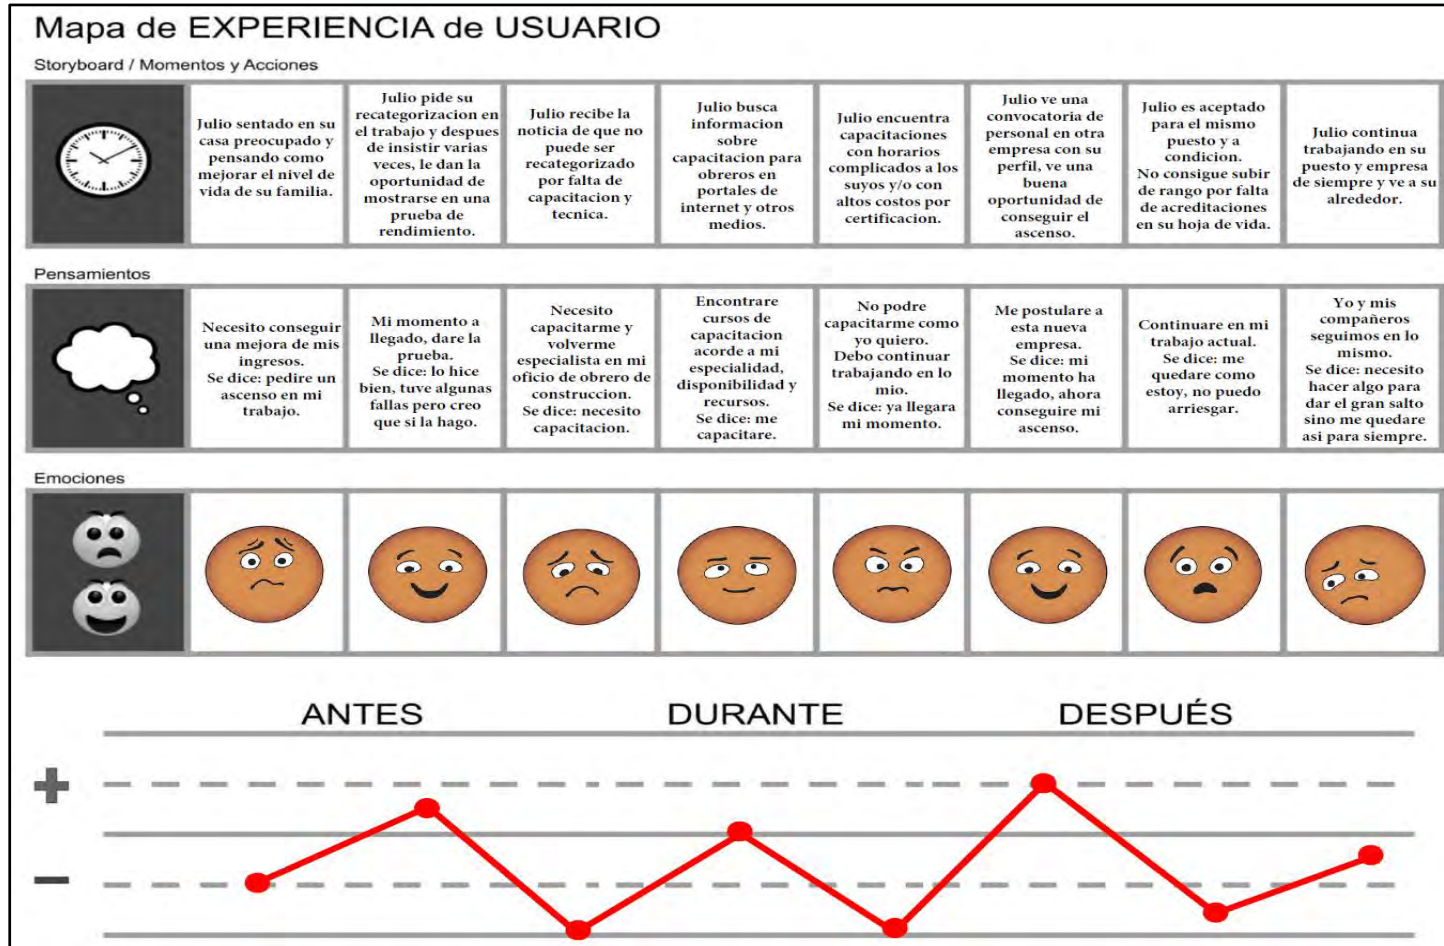 Mapa de EXPERIENCIA de USUARIO
Storyboard / Momentos y Acciones
Julio sentado en su
casa preocupado y
pensando como
mejorar el nivel de
vida de su familia.
Julio pide su
recategorizacion en
el trabajo y despues
de insistir varias
veces, le dan la
oportunidad de
mostrarse en una
prueba de
rendimiento.
Julio recibe la
noticia de que no
puede ser
recategorizado
por falta de
capacitacion y
tecnica.
Julio busca
informacion
sobre
capacitacion para
obreros en
portales de
internet y otros
medios.
Julio encuentra
capacitaciones
con horarios
complicados a los
suyos y/o con
altos costos por
certificacion.
Julio ve una
convocatoria de
personal en otra
empresa con su
perfil, ve una
buena
oportunidad de
conseguir el
ascenso.
Julio es aceptado
para el mismo
puesto y a
condicion.
No consigue subir
de rango por falta
de acreditaciones
en su hoja de vida.
Julio continua
trabajando en su
puesto y empresa
de siempre y ve a su
alrededor.
Pensamientos
Necesito conseguir
una mejora de mis
ingresos.
Se dice: pedire un
ascenso en mi
trabajo.
Mi momento a
llegado, dare la
prueba.
Se dice: lo hice
bien, tuve algunas
fallas pero creo
que si la hago.
Necesito
capacitarme y
volverme
especialista en mi
oficio de obrero de
construccion.
Se dice: necesito
capacitacion.
Encontrare
cursos de
capacitacion
acorde a mi
especialidad,
disponibilidad y
recursos.
Se dice: me
capacitare.
No podre
capacitarme como
yo quiero.
Debo continuar
trabajando en lo
mio.
Se dice: ya llegara
mi momento.
Me postulare a
esta nueva
empresa.
Se dice: mi
momento ha
llegado, ahora
conseguire mi
ascenso.
Continuare en mi
trabajo actual.
Se dice: me
quedare como
estoy, no puedo
arriesgar.
Yo y mis
compañeros
seguimos en lo
mismo.
Se dice: necesito
hacer algo para
dar el gran salto
sino me quedare
asi para siempre.
Emociones
ANTES
DURANTE
DESPUÉS
+
−